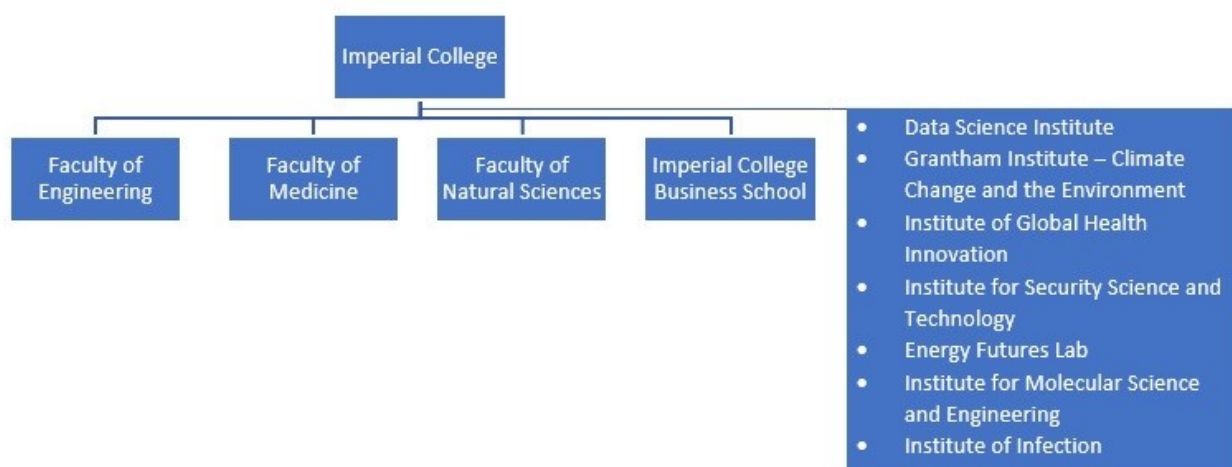 Imperial College
Faculty of
Engineering
Faculty of
Medicine
Faculty of
Natural Sciences
Imperial College
Business School
• Data Science Institute
• Grantham Institute – Climate
Change and the Environment
• Institute of Global Health
Innovation
• Institute for Security Science and
Technology
• Energy Futures Lab
• Institute for Molecular Science
and Engineering
• Institute of Infection